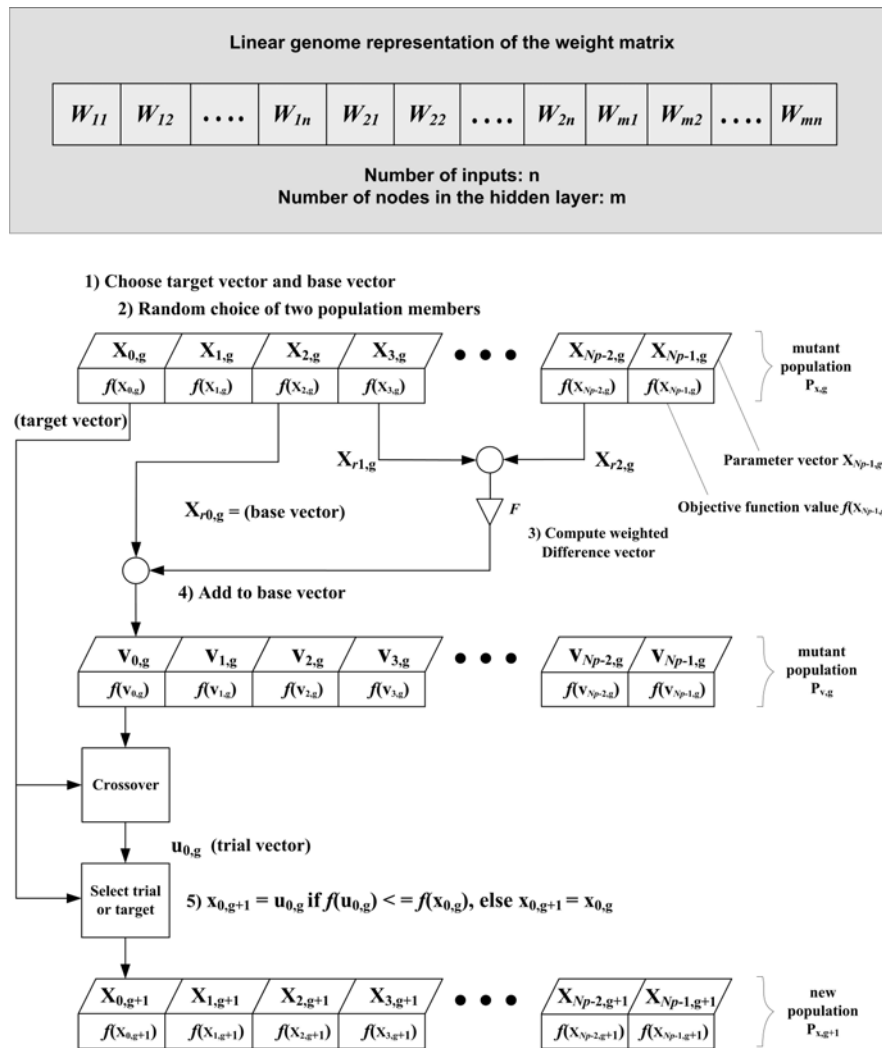 Linear genome representation of the weight matrix
W11 W12 .... W1n W21 W22 .... W2n Wm1 Wm2 .... Wmn
Number of inputs: n
Number of nodes in the hidden layer: m
1) Choose target vector and base vector
2) Random choice of two population members
X0,g X1,g X2,g X3,g ● ● ● XNp-2,g XNp-1,g
f(X0,g) f(X1,g) f(X2,g) f(X3,g) f(XNp-2,g) f(XNp-1,g)
mutant
population
Px,g
(target vector)
Xr1,g Xr2,g
Parameter vector XNp-1,g
Xr0,g = (base vector)
F
Objective function value f(XNp-1,g
3) Compute weighted
Difference vector
4) Add to base vector
V0,g V1,g V2,g V3,g ● ● ● VNp-2,g VNp-1,g
f(V0,g) f(V1,g) f(V2,g) f(V3,g) f(VNp-2,g) f(VNp-1,g)
mutant
population
Pv,g
Crossover
u0,g (trial vector)
Select trial
or target
5) x0,g+1 = u0,g if f(u0,g) < = f(x0,g), else x0,g+1 = x0,g
X0,g+1 X1,g+1 X2,g+1 X3,g+1 ● ● ● XNp-2,g+1 XNp-1,g+1
f(X0,g+1) f(X1,g+1) f(X2,g+1) f(X3,g+1) f(XNp-2,g+1) f(XNp-1,g+1)
new
population
Px,g+1